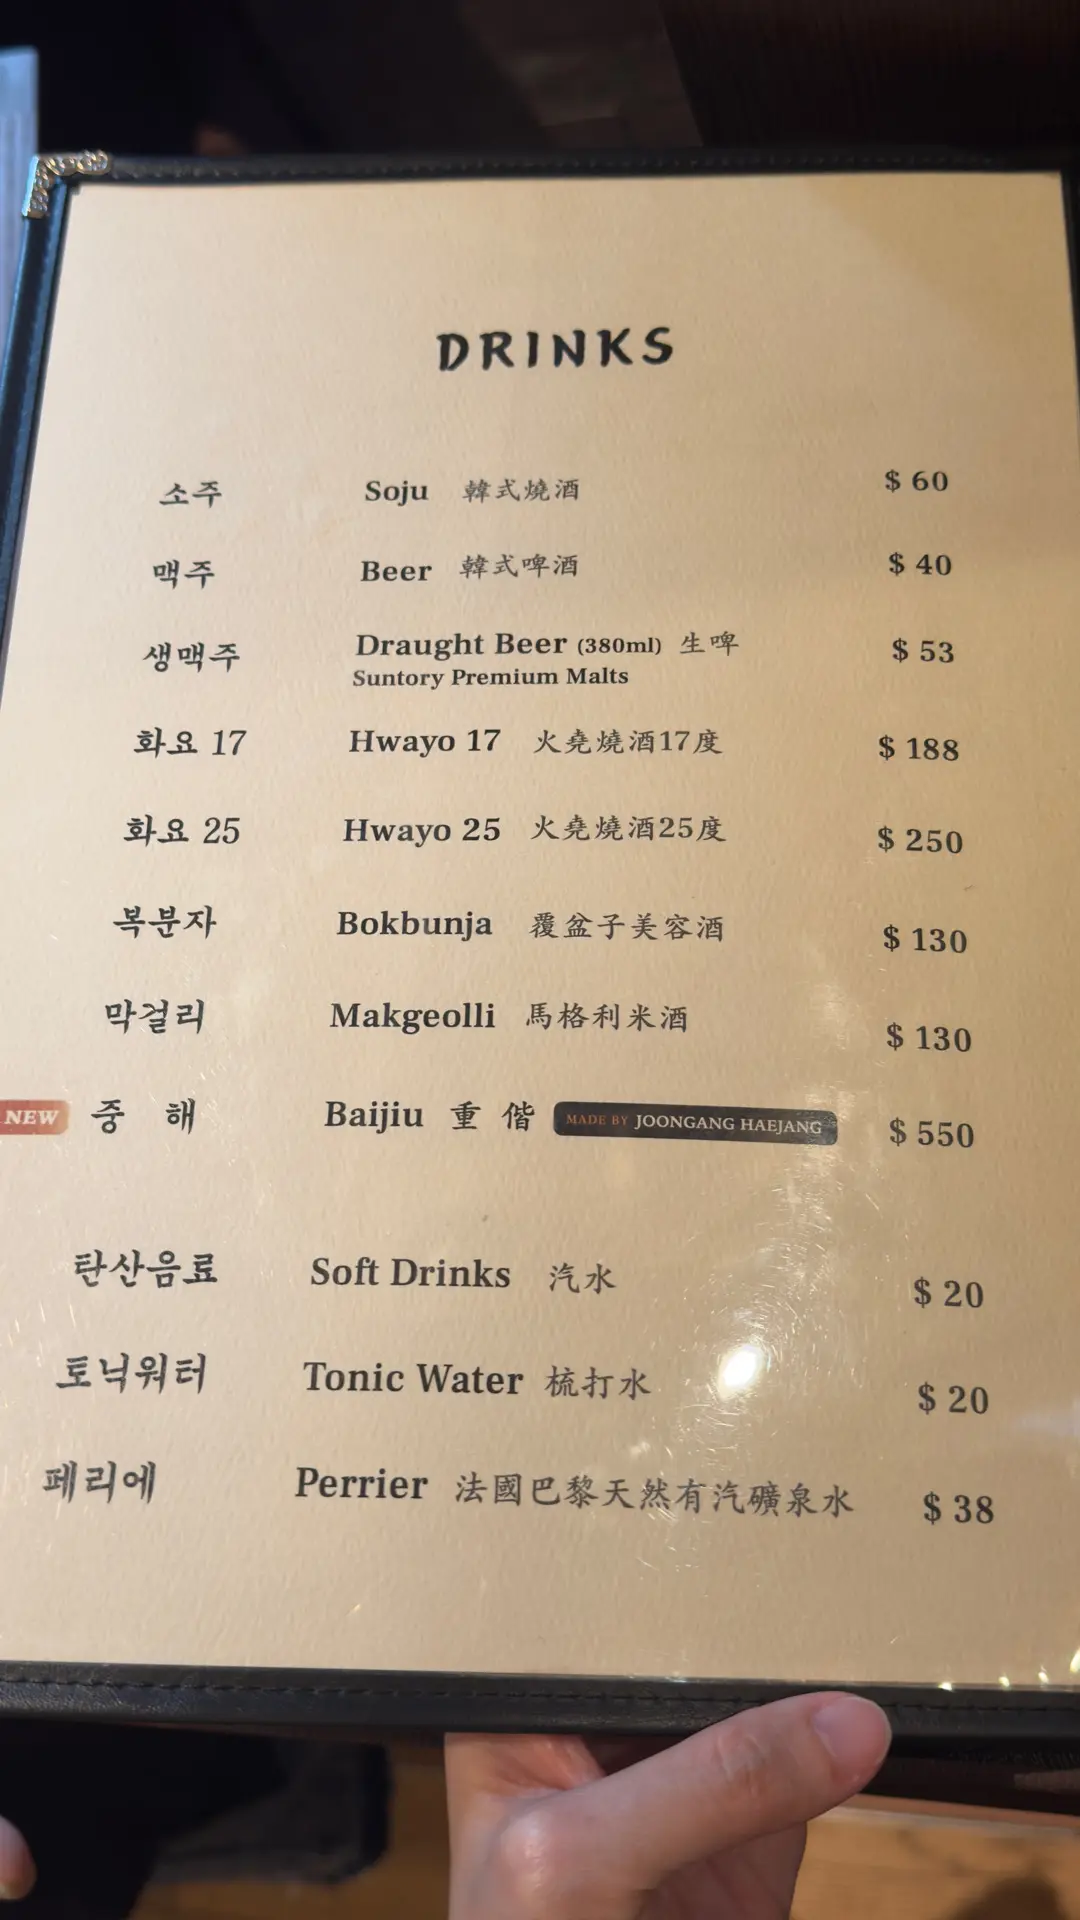 DRINKS
소주 Soju 韓式燒酒 $ 60
맥주 Beer 韓式啤酒 $ 40
생맥주 Draught Beer (380ml) 生啤 $ 53
Suntory Premium Malts
화요 17 Hwayo 17 火堯燒酒17度 $ 188
화요 25 Hwayo 25 火堯燒酒25度 $ 250
복분자 Bokbunja 覆盆子美容酒 $ 130
막걸리 Makgeolli 馬格利米酒 $ 130
NEW 중 해 Baijiu 重 偕 MADE BY JOONGANG HAEJANG $ 550
탄산음료 Soft Drinks 汽水 $ 20
토닉워터 Tonic Water 梳打水 $ 20
페리에 Perrier 法國巴黎天然有汽礦泉水 $ 38